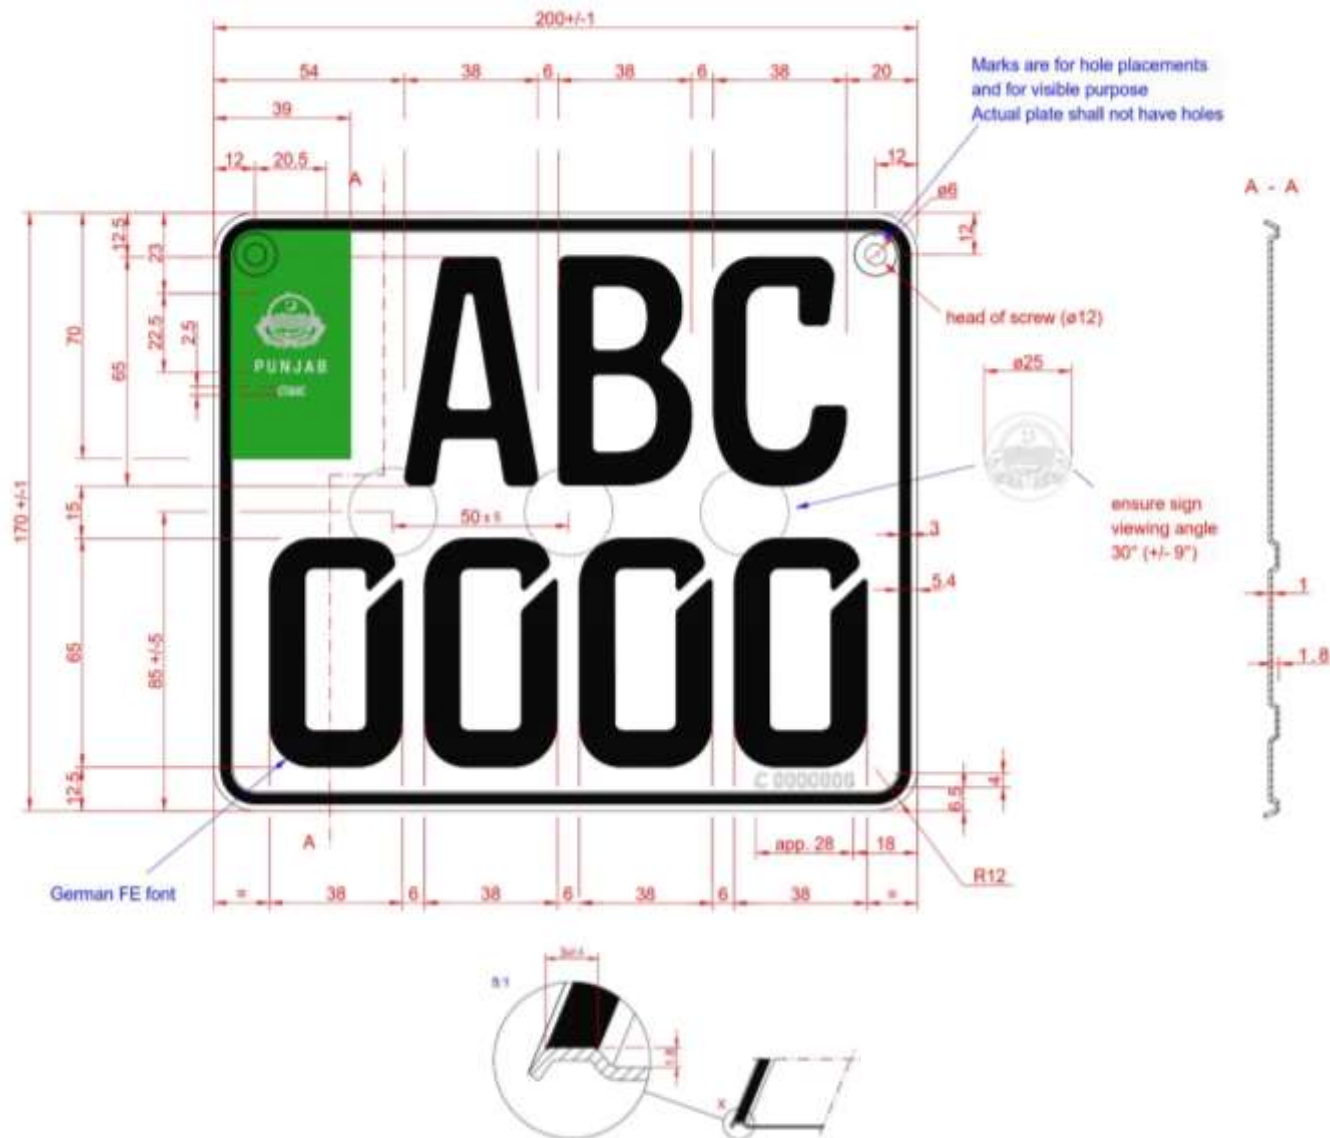 200+/-1
54
38
6
38
6
38
20
Marks are for hole placements
and for visible purpose
Actual plate shall not have holes
39
12
20.5
12
A
ø6
A - A
12.5
23
12
ABC
head of screw (ø12)
70
65
22.5
2.5
PUNJAB
ø25
170 +/-1
15
50 ± 5
ensure sign
viewing angle
30° (+/- 9°)
3
5.4
1
1.8
65
85 +/-5
0000
12.5
C 0000000
4
6.5
A
app. 28
18
R12
German FE font
=
38
6
38
6
38
6
38
=
1.8
X